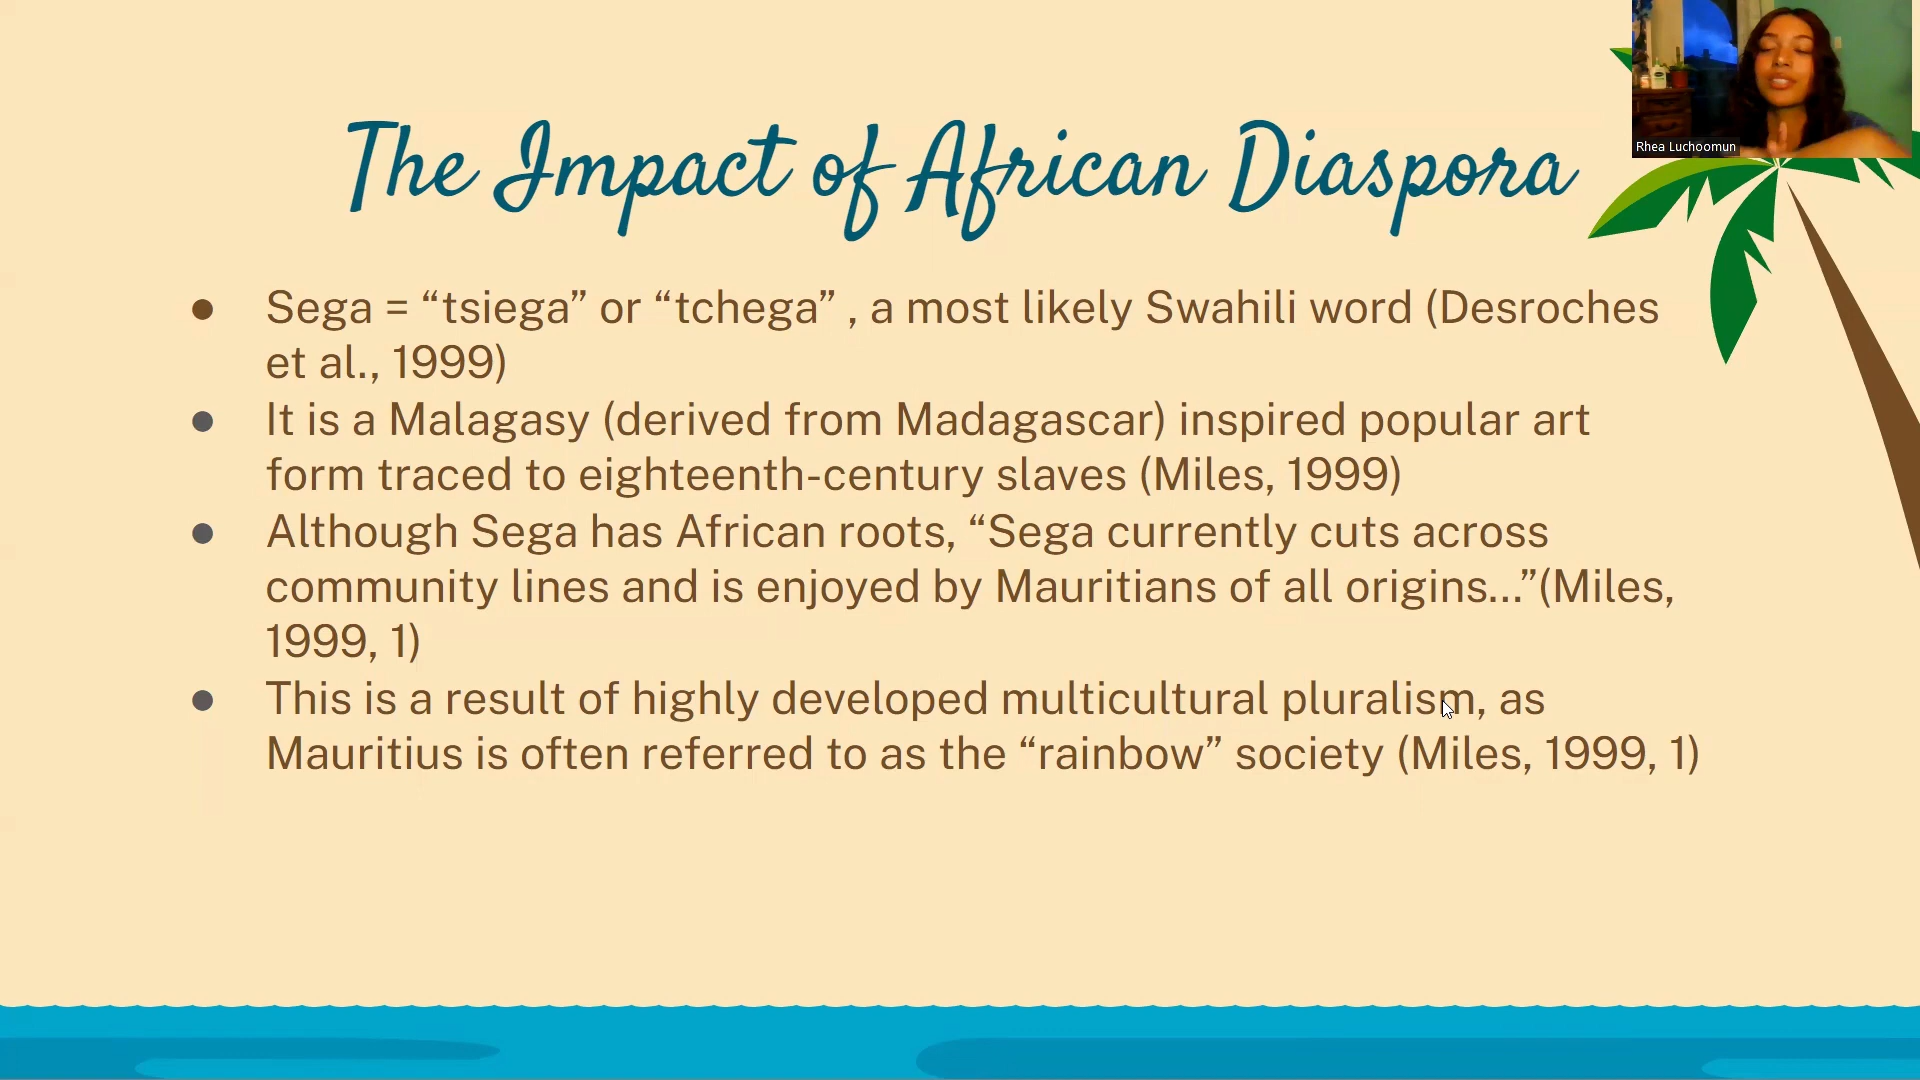 Rhea Luchoomun
The Impact of African Diaspora
● Sega = “tsiega” or “tchega” , a most likely Swahili word (Desroches
et al., 1999)
● It is a Malagasy (derived from Madagascar) inspired popular art
form traced to eighteenth-century slaves (Miles, 1999)
● Although Sega has African roots, “Sega currently cuts across
community lines and is enjoyed by Mauritians of all origins...”(Miles,
1999, 1)
● This is a result of highly developed multicultural pluralism, as
Mauritius is often referred to as the “rainbow” society (Miles, 1999, 1)